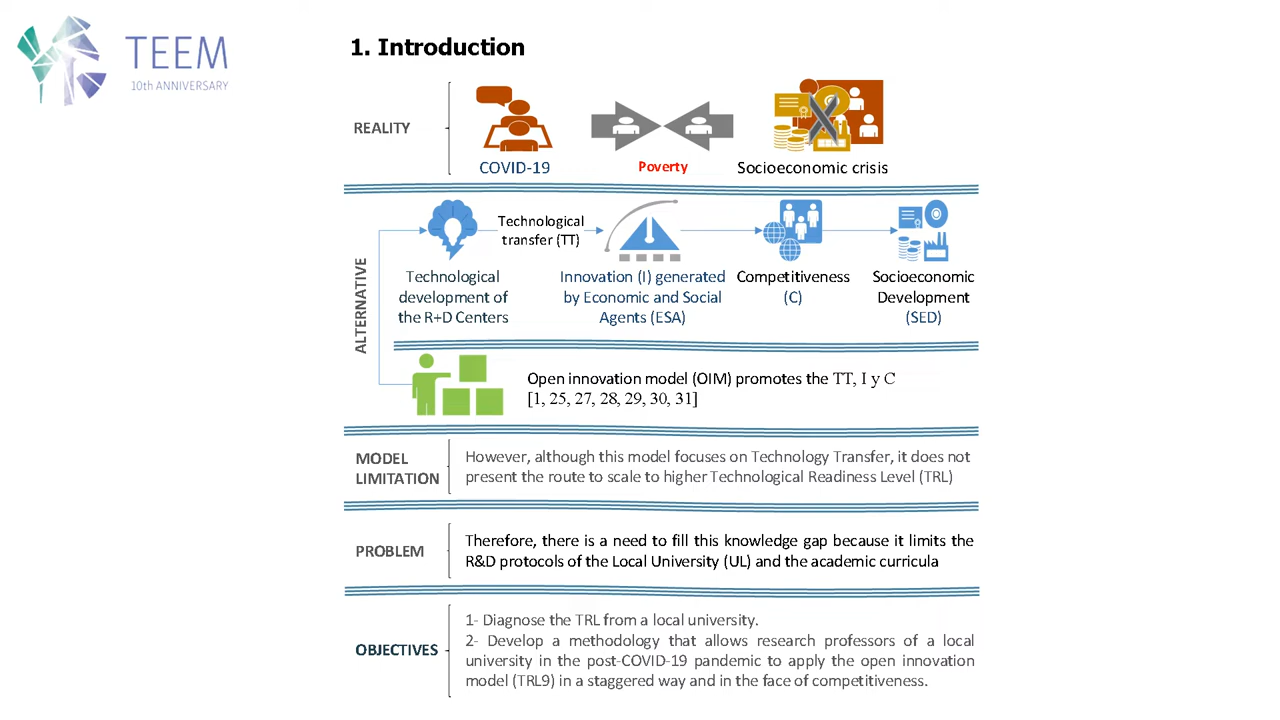 TEEM
10th ANNIVERSARY
1. Introduction
REALITY
COVID-19
Poverty
Socioeconomic crisis
ALTERNATIVE
Technological
transfer (TT)
Technological
development of
the R+D Centers
Innovation (I) generated
by Economic and Social
Agents (ESA)
Competitiveness
(C)
Socioeconomic
Development
(SED)
Open innovation model (OIM) promotes the TT, I y C
[1, 25, 27, 28, 29, 30, 31]
MODEL
LIMITATION
However, although this model focuses on Technology Transfer, it does not
present the route to scale to higher Technological Readiness Level (TRL)
PROBLEM
Therefore, there is a need to fill this knowledge gap because it limits the
R&D protocols of the Local University (UL) and the academic curricula
OBJECTIVES
1- Diagnose the TRL from a local university.
2- Develop a methodology that allows research professors of a local
university in the post-COVID-19 pandemic to apply the open innovation
model (TRL9) in a staggered way and in the face of competitiveness.